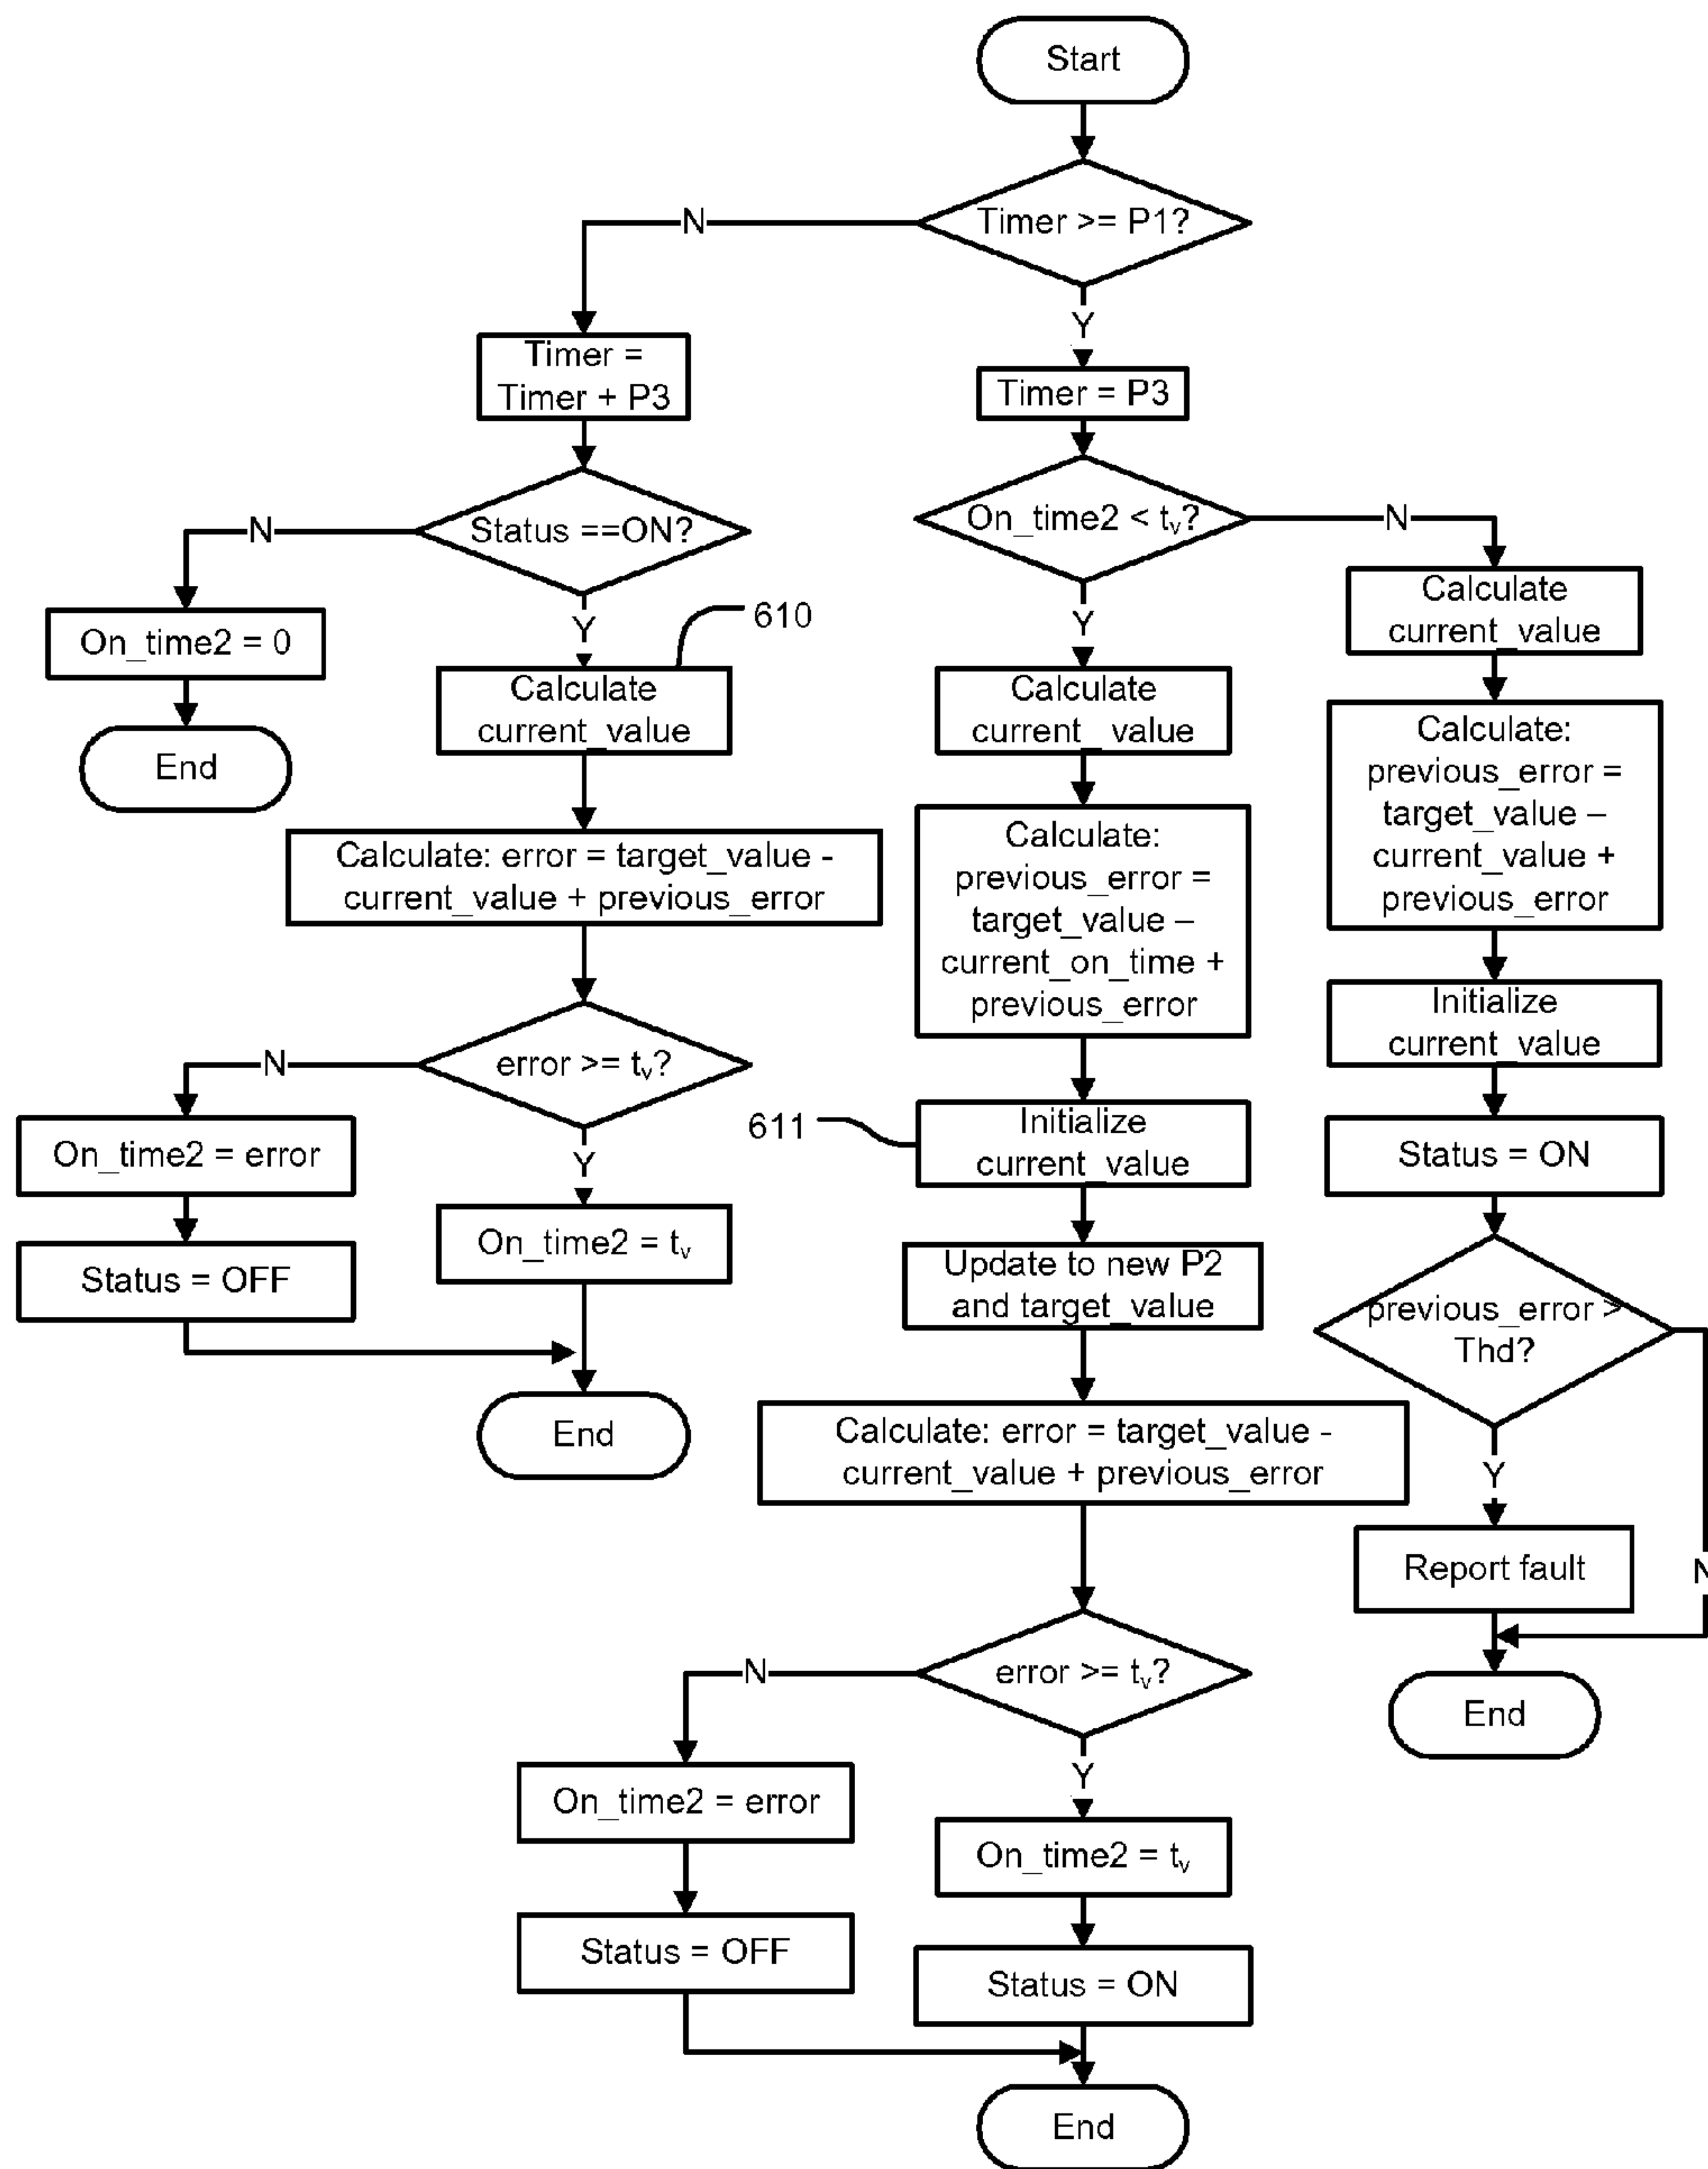 Start
Timer >= P1?
N
Y
Timer =
Timer + P3
Timer = P3
Status ==ON?
N
Y
On_time2 = 0
End
610
Calculate
current_value
Calculate: error = target_value -
current_value + previous_error
error >= tv?
N
Y
On_time2 = error
Status = OFF
On_time2 = tv
End
On_time2 < tv?
N
Y
Calculate
current_value
Calculate:
previous_error =
target_value –
current_on_time +
previous_error
611
Initialize
current_value
Update to new P2
and target_value
Calculate: error = target_value -
current_value + previous_error
error >= tv?
N
Y
On_time2 = error
Status = OFF
On_time2 = tv
Status = ON
End
Calculate
current_value
Calculate:
previous_error =
target_value –
current_value +
previous_error
Initialize
current_value
Status = ON
previous_error >
Thd?
Y
N
Report fault
End